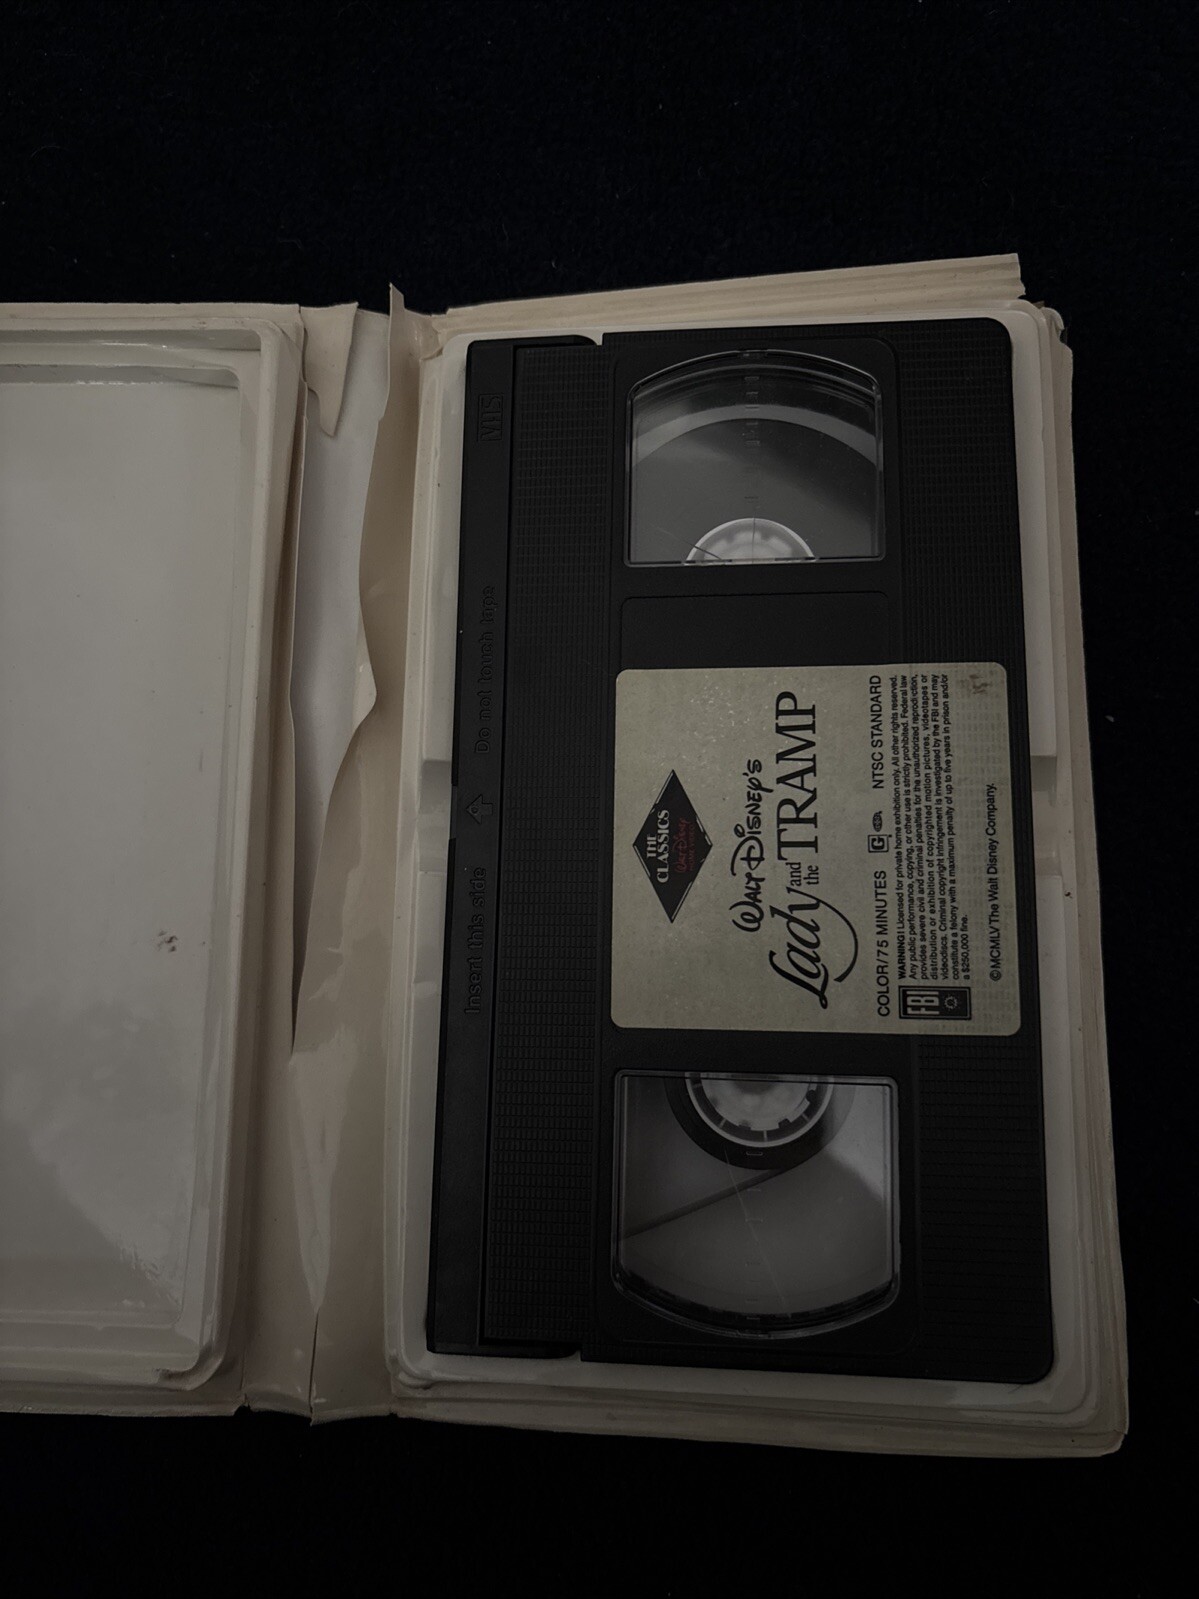 VHS
Do not touch tape
Insert this side
THE
CLASSICS
Walt Disney
HOME VIDEO
WALT DISNEY'S
Lady and the TRAMP
COLOR/75 MINUTES G NTSC STANDARD
FBI
WARNING! Licensed for private home exhibition only. All other rights reserved.
Any public performance, copying, or other use is strictly prohibited. Federal law
provides severe civil and criminal penalties for the unauthorized reproduction,
distribution or exhibition of copyrighted motion pictures, videotapes or
videodiscs. Criminal copyright infringement is investigated by the FBI and may
constitute a felony with a maximum penalty of up to five years in prison and/or
a $250,000 fine.
©MCMLV The Walt Disney Company.